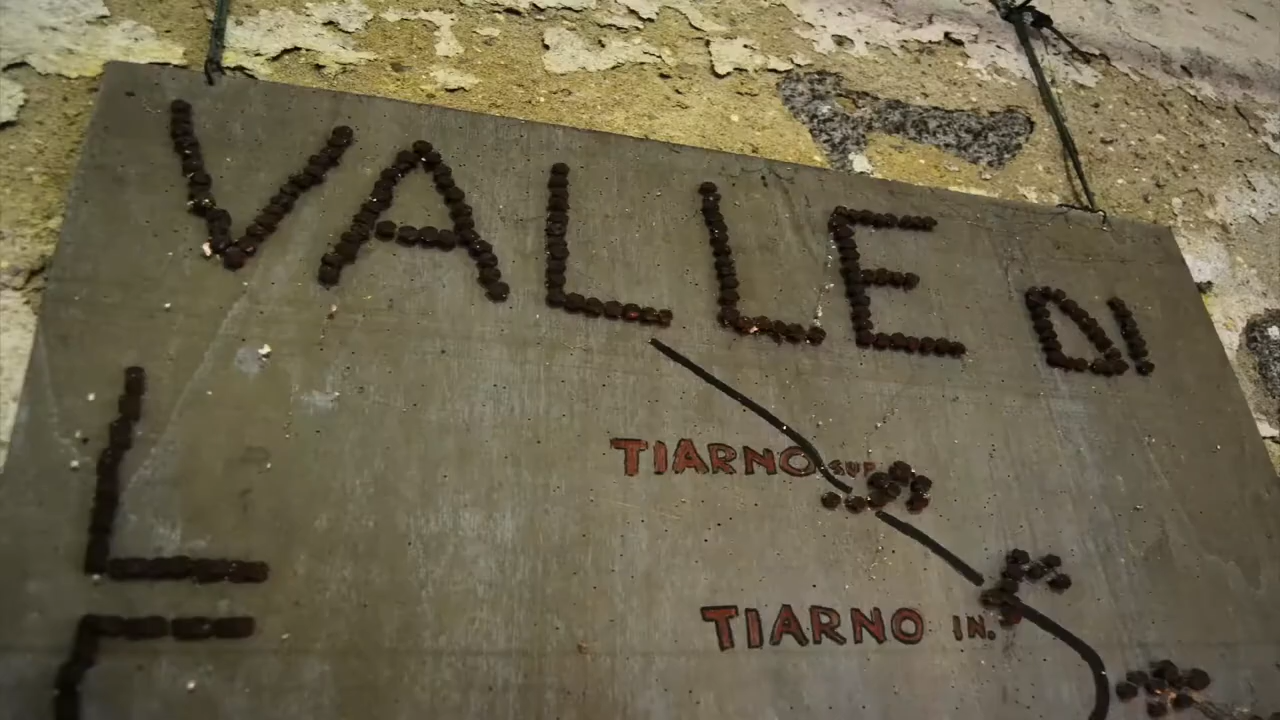 VALLE DI
L
TIARNO SUP.
TIARNO IN.